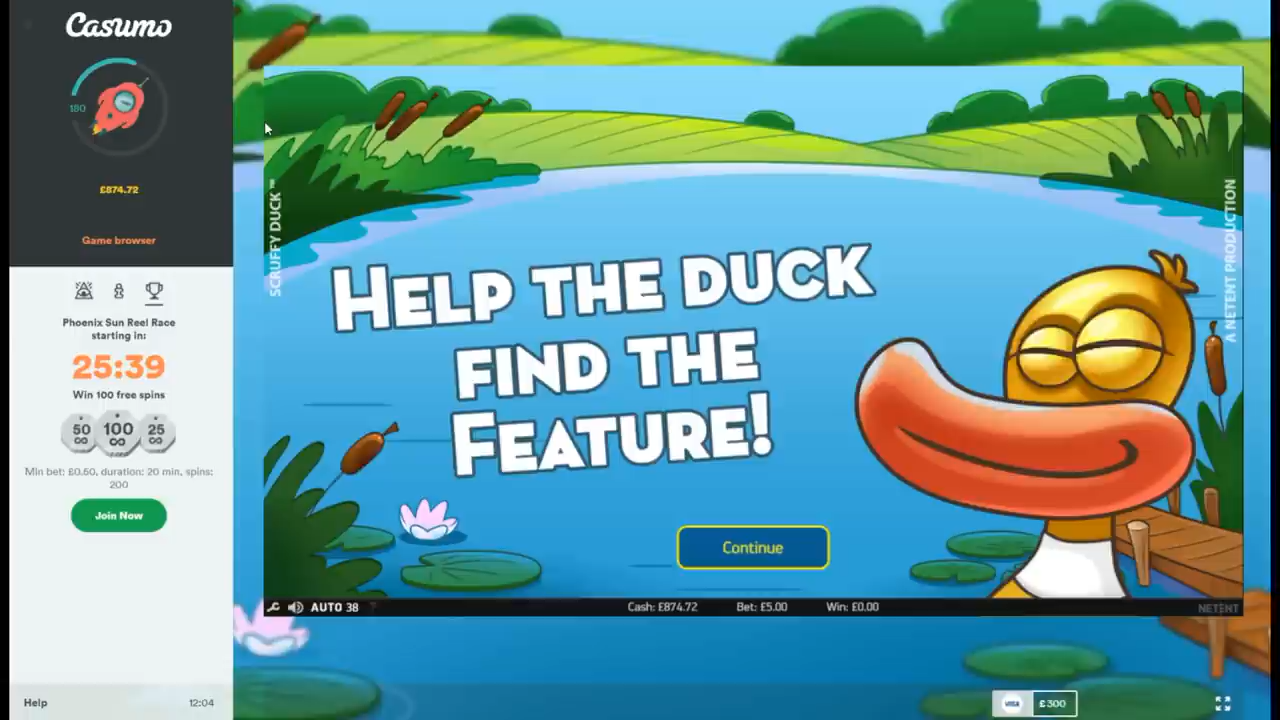 Casumo
180
£874.72
Game browser
Phoenix Sun Reel Race
starting in:
25:39
Win 100 free spins
50 100 25
∞ ∞ ∞
Min bet: £0.50, duration: 20 min, spins:
200
Join Now
Help
12:04
SCRUFFY DUCK™
HELP THE DUCK
FIND THE
FEATURE!
Continue
A NETENT PRODUCTION
AUTO 38 ?
Cash: £874.72 Bet: £5.00 Win: £0.00
NETENT
VISA £300